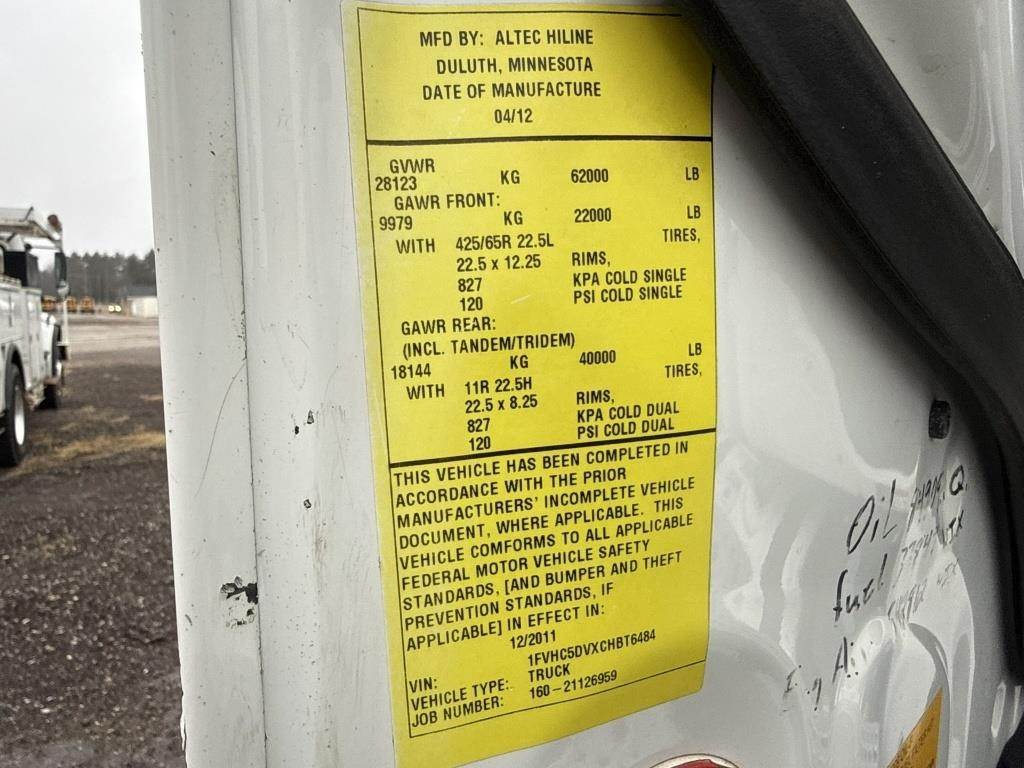 MFD BY: ALTEC HILINE
DULUTH, MINNESOTA
DATE OF MANUFACTURE
04/12
GVWR
28123 KG 62000 LB
GAWR FRONT:
9979 KG 22000 LB
WITH 425/65R 22.5L TIRES,
22.5 x 12.25 RIMS,
827 KPA COLD SINGLE
120 PSI COLD SINGLE
GAWR REAR:
(INCL. TANDEM/TRIDEM)
18144 KG 40000 LB
WITH 11R 22.5H TIRES,
22.5 x 8.25 RIMS,
827 KPA COLD DUAL
120 PSI COLD DUAL
THIS VEHICLE HAS BEEN COMPLETED IN
ACCORDANCE WITH THE PRIOR
MANUFACTURERS' INCOMPLETE VEHICLE
DOCUMENT, WHERE APPLICABLE. THIS
VEHICLE COMFORMS TO ALL APPLICABLE
FEDERAL MOTOR VEHICLE SAFETY
STANDARDS, [AND BUMPER AND THEFT
PREVENTION STANDARDS, IF
APPLICABLE] IN EFFECT IN:
12/2011
VIN: 1FVHC5DVXCHBT6484
VEHICLE TYPE: TRUCK
JOB NUMBER: 160-21126959
OiL
fuel